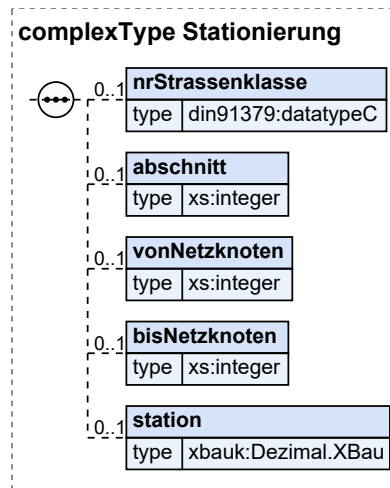 complexType Stationierung
0..1 nrStrassenklasse
type din91379:datatypeC
0..1 abschnitt
type xs:integer
0..1 vonNetzknoten
type xs:integer
0..1 bisNetzknoten
type xs:integer
0..1 station
type xbauk:Dezimal.XBau